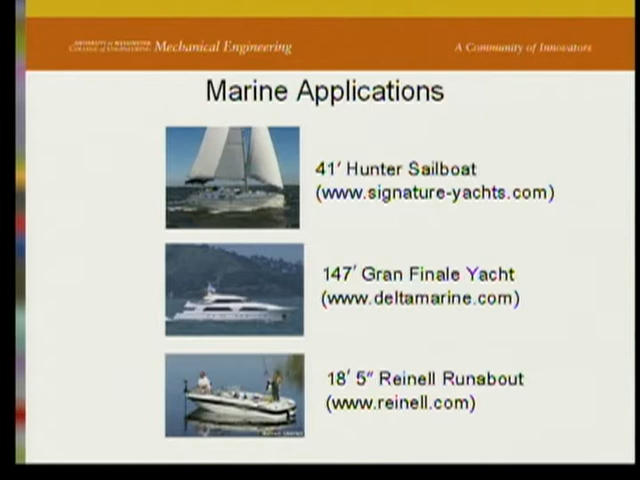 UNIVERSITY of WASHINGTON
COLLEGE of ENGINEERING Mechanical Engineering
A Community of Innovators
Marine Applications
41′ Hunter Sailboat
(www.signature-yachts.com)
147′ Gran Finale Yacht
(www.deltamarine.com)
18′ 5″ Reinell Runabout
(www.reinell.com)